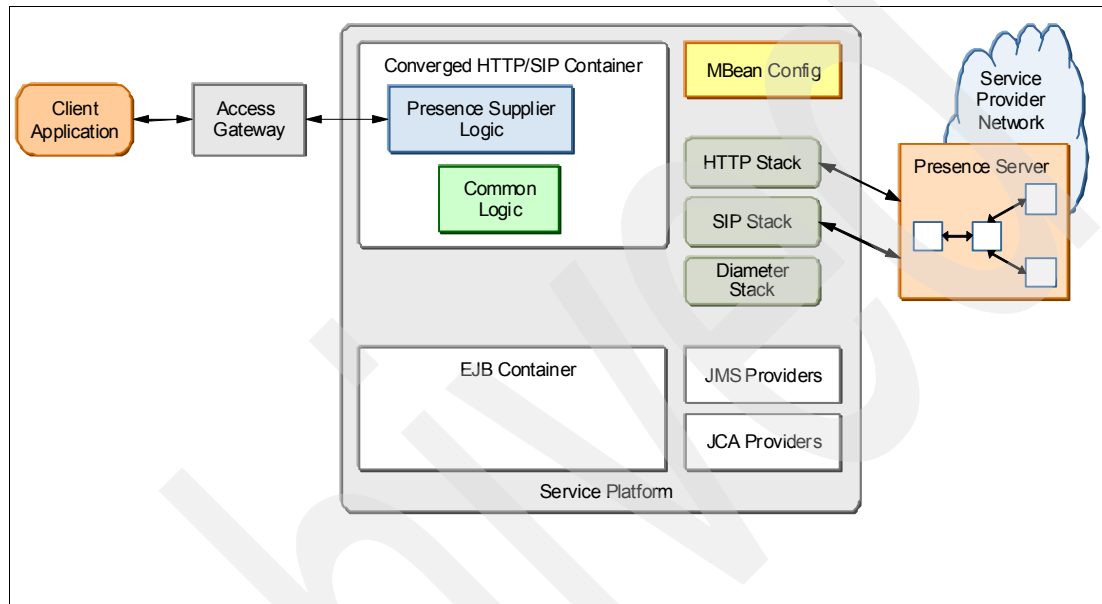 Converged HTTP/SIP Container
MBean Config
Service
Provider
Network
Client
Application
Access
Gateway
Presence Supplier
Logic
Common
Logic
HTTP Stack
SIP Stack
Diameter
Stack
Presence Server
EJB Container
JMS Providers
JCA Providers
Service Platform